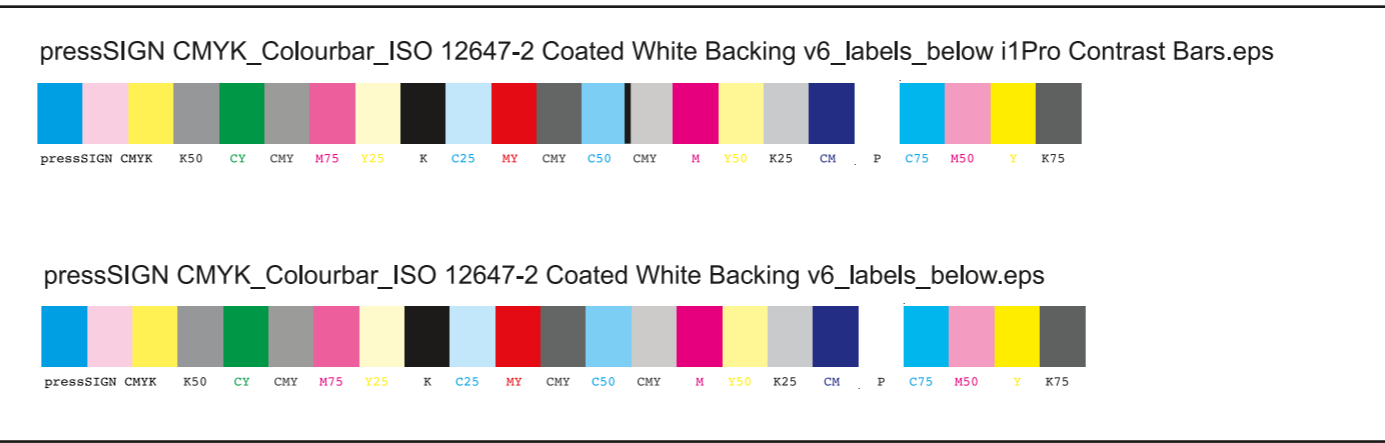 pressSIGN CMYK_Colourbar_ISO 12647-2 Coated White Backing v6_labels_below i1Pro Contrast Bars.eps
pressSIGN CMYK K50 CY CMY M75 Y25 K C25 MY CMY C50 CMY M Y50 K25 CM . P C75 M50 Y K75
pressSIGN CMYK_Colourbar_ISO 12647-2 Coated White Backing v6_labels_below.eps
pressSIGN CMYK K50 CY CMY M75 Y25 K C25 MY CMY C50 CMY M Y50 K25 CM . P C75 M50 Y K75